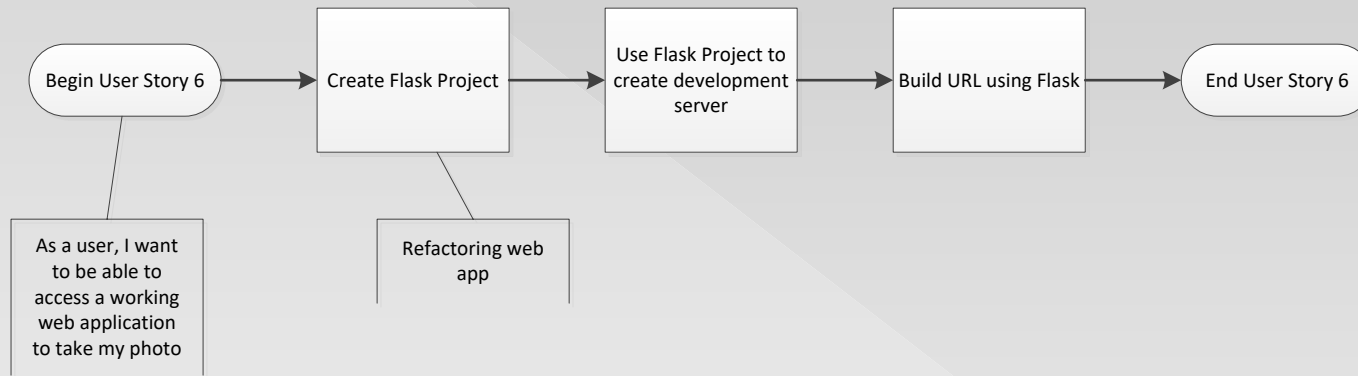 Begin User Story 6
Create Flask Project
Use Flask Project to
create development
server
Build URL using Flask
End User Story 6
As a user, I want
to be able to
access a working
web application
to take my photo
Refactoring web
app